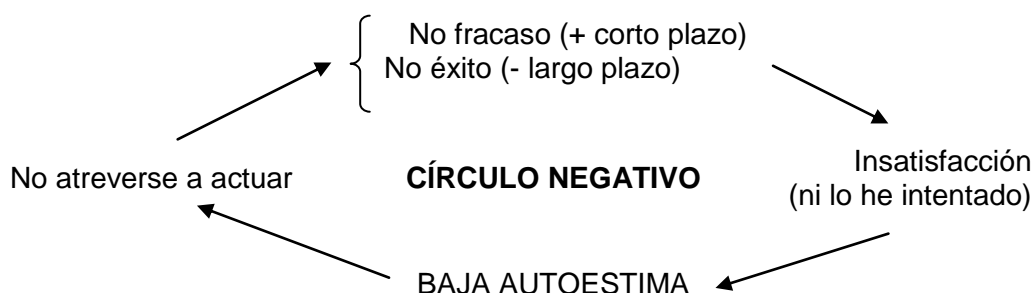 No fracaso (+ corto plazo)
No éxito (- largo plazo)
No atreverse a actuar
CÍRCULO NEGATIVO
Insatisfacción
(ni lo he intentado)
BAJA AUTOESTIMA